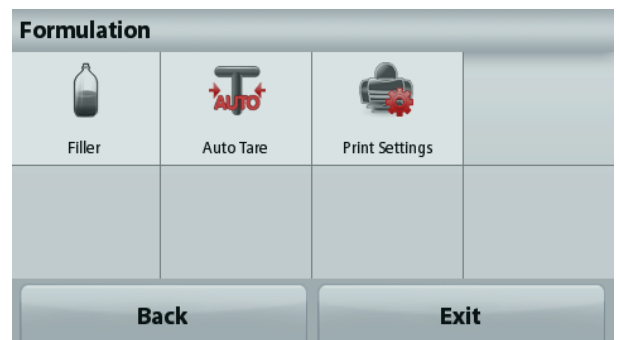 Formulation
AUTO
Filler
Auto Tare
Print Settings
Back
Exit